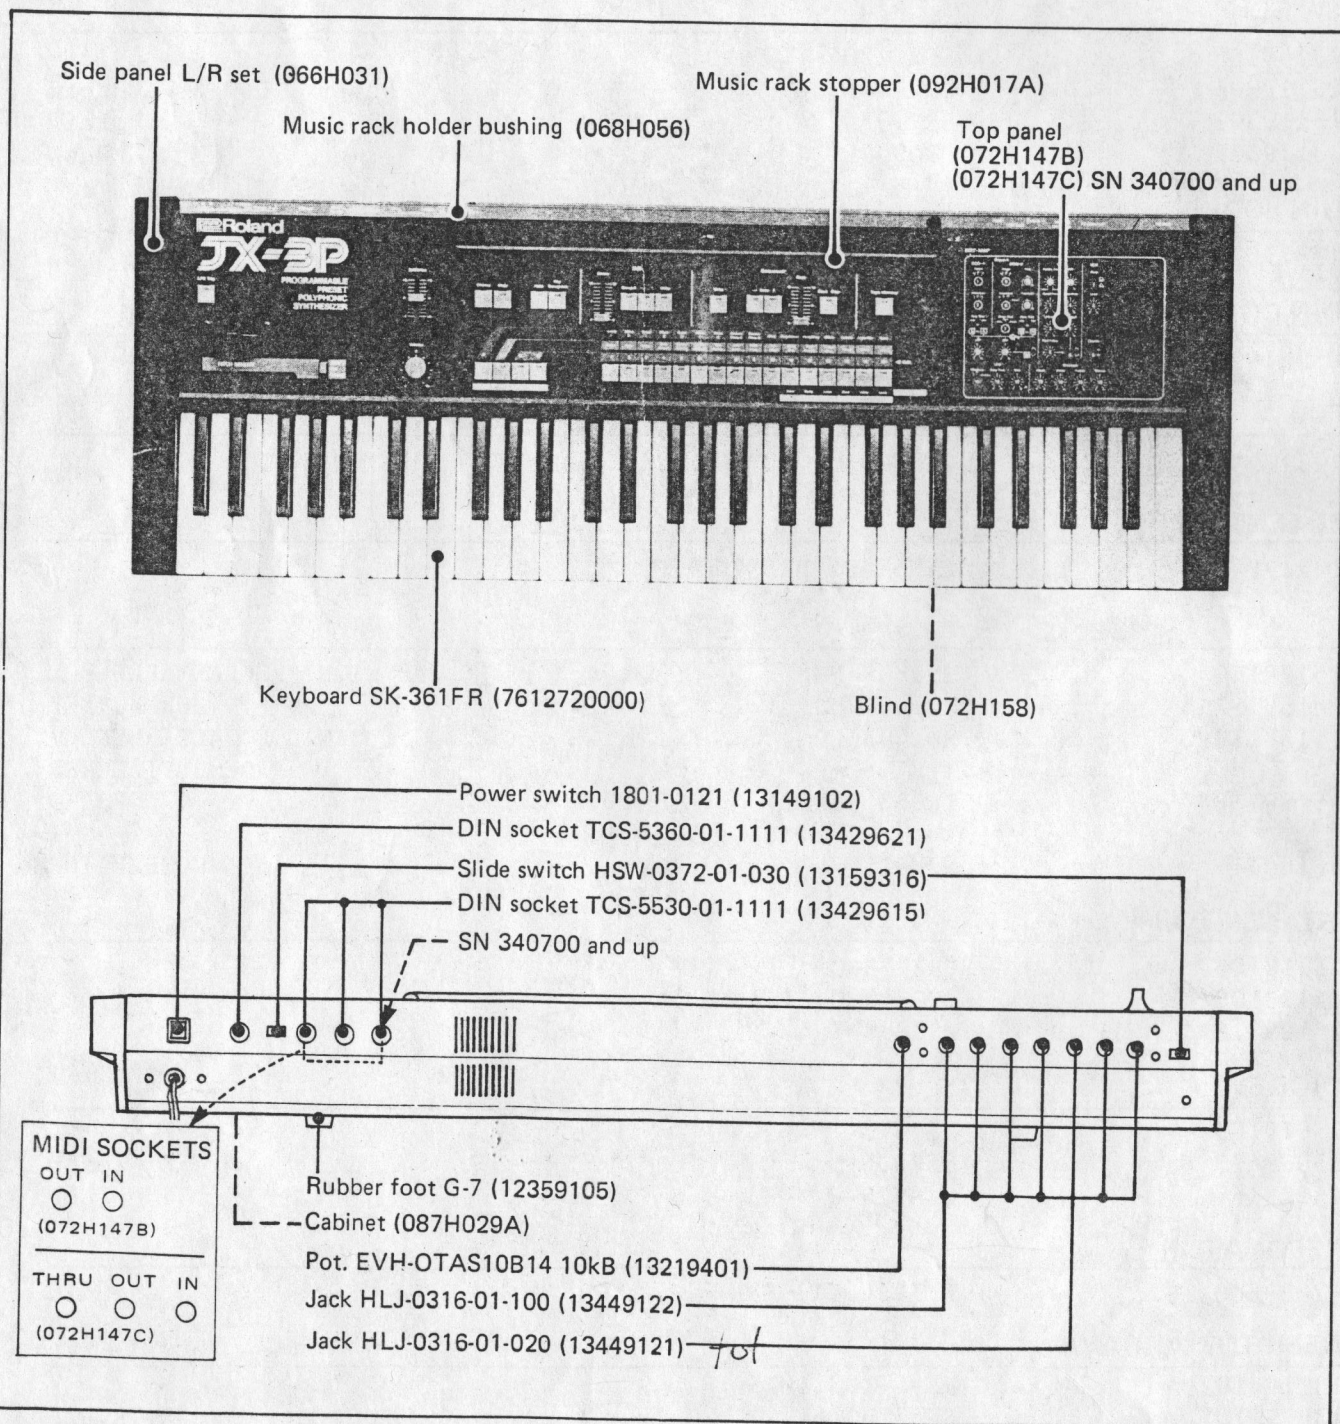 Side panel L/R set (066H031)
Music rack stopper (092H017A)
Music rack holder bushing (068H056)
Top panel
(072H147B)
(072H147C) SN 340700 and up
Roland
JX-3P
PROGRAMMABLE
PRESET
POLYPHONIC
SYNTHESIZER
Keyboard SK-361FR (7612720000)
Blind (072H158)
Power switch 1801-0121 (13149102)
DIN socket TCS-5360-01-1111 (13429621)
Slide switch HSW-0372-01-030 (13159316)
DIN socket TCS-5530-01-1111 (13429615)
SN 340700 and up
MIDI SOCKETS
OUT IN
(072H147B)
THRU OUT IN
(072H147C)
Rubber foot G-7 (12359105)
Cabinet (087H029A)
Pot. EVH-OTAS10B14 10kB (13219401)
Jack HLJ-0316-01-100 (13449122)
Jack HLJ-0316-01-020 (13449121)